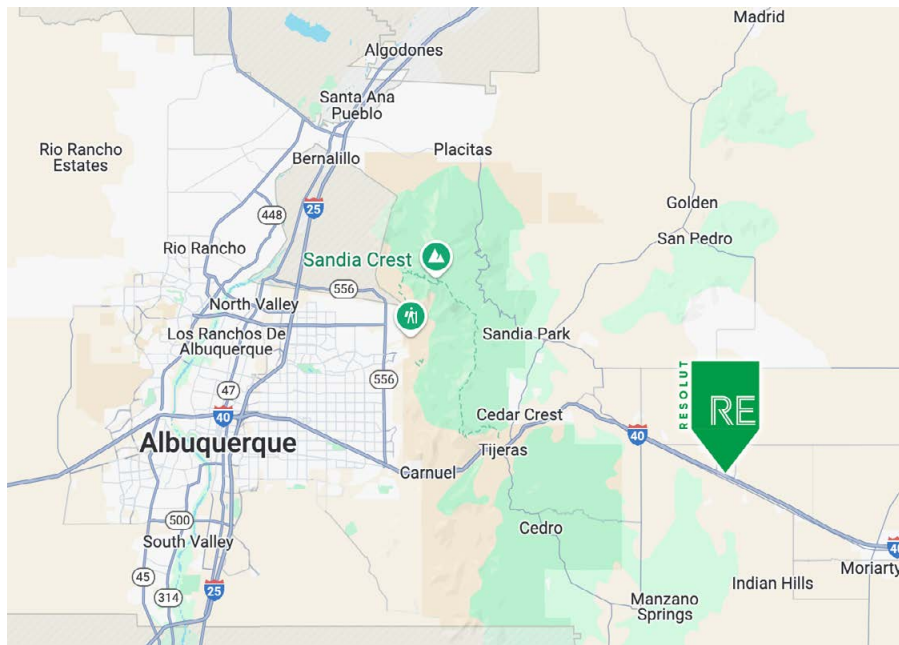 Madrid
Algodones
Santa Ana
Pueblo
Rio Rancho
Estates
Bernalillo
Placitas
25
448
Golden
Rio Rancho
San Pedro
Sandia Crest
556
North Valley
Los Ranchos De
Albuquerque
Sandia Park
556
47
RESOLUT
RE
40
Cedar Crest
40
Albuquerque
Tijeras
Carnuel
500
South Valley
Cedro
40
Moriarty
45
25
314
Indian Hills
Manzano
Springs